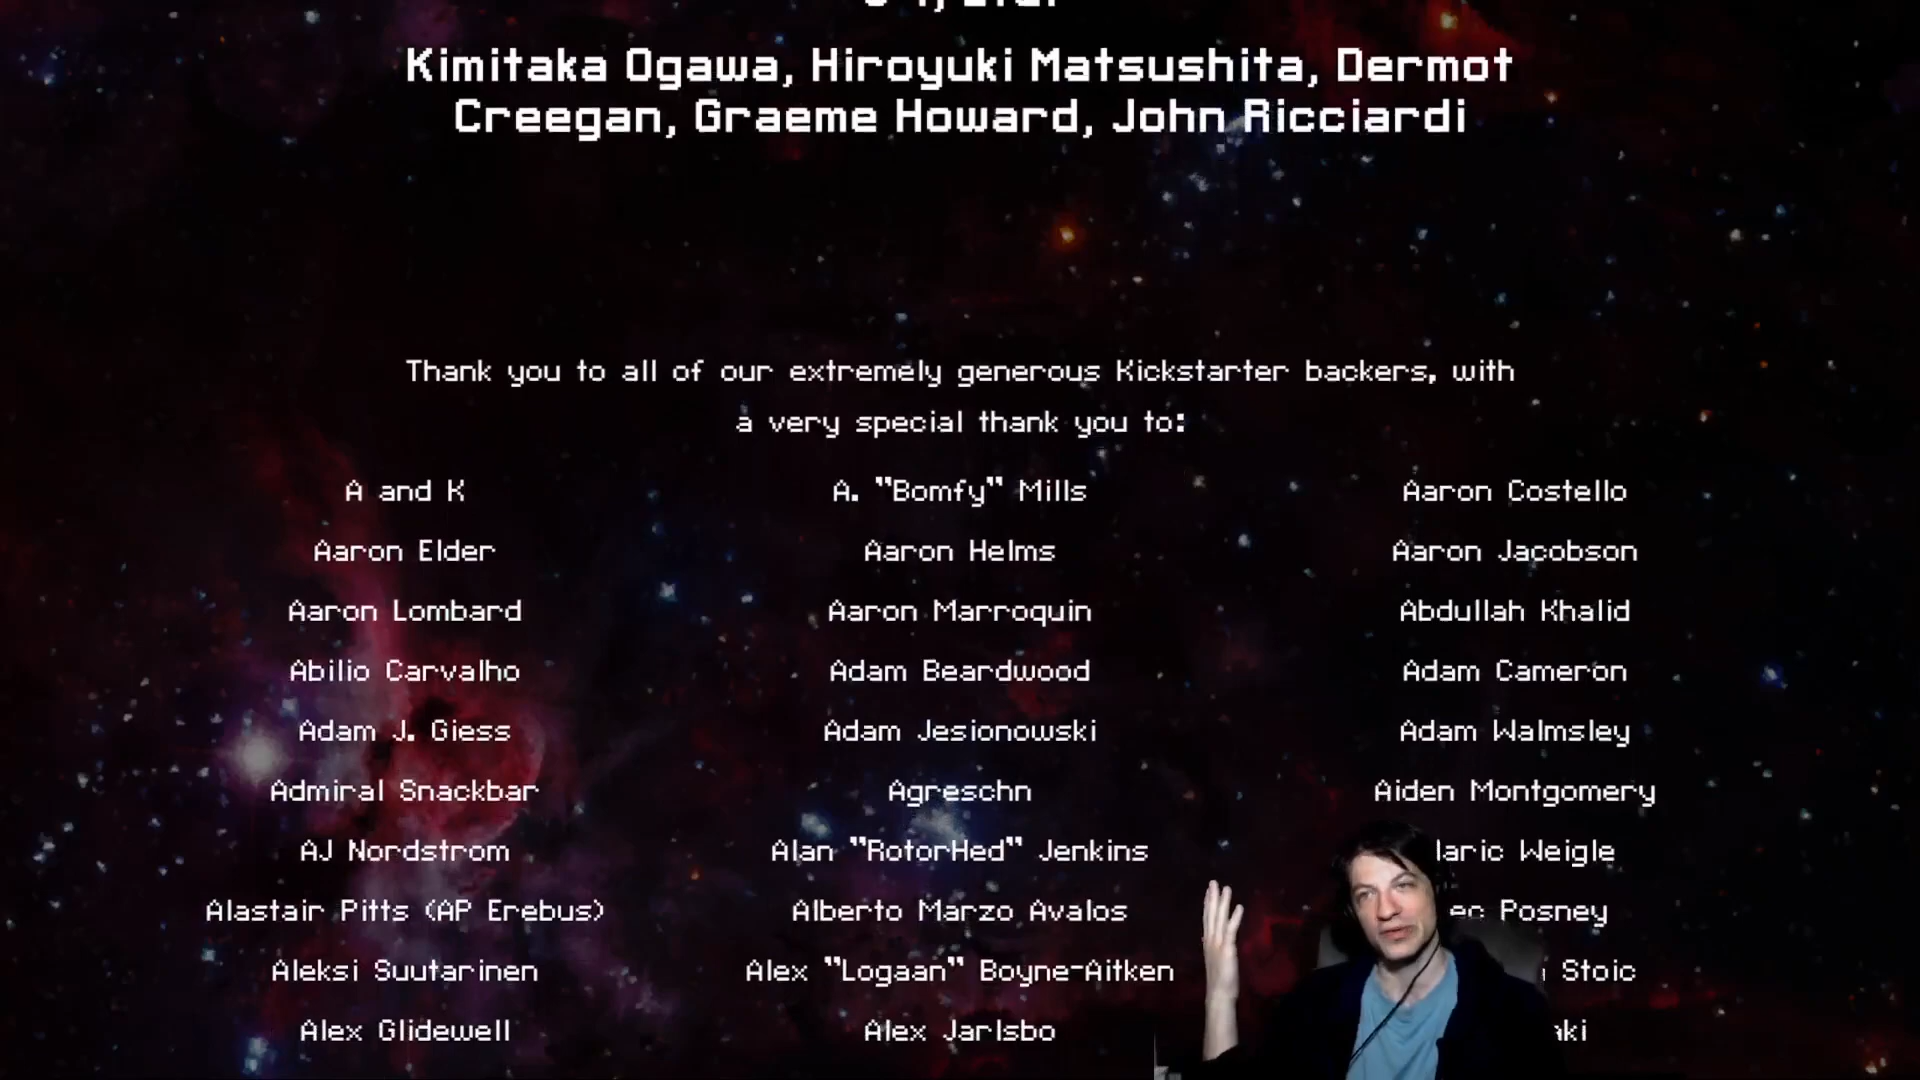 Kimitaka Ogawa, Hiroyuki Matsushita, Dermot
Creegan, Graeme Howard, John Ricciardi
Thank you to all of our extremely generous Kickstarter backers, with
a very special thank you to:
A and K A. "Bomfy" Mills Aaron Costello
Aaron Elder Aaron Helms Aaron Jacobson
Aaron Lombard Aaron Marroquin Abdullah Khalid
Abilio Carvalho Adam Beardwood Adam Cameron
Adam J. Giess Adam Jesionowski Adam Walmsley
Admiral Snackbar Agreschn Aiden Montgomery
AJ Nordstrom Alan "RotorHed" Jenkins Weigle
Alastair Pitts (AP Erebus) Alberto Marzo Avalos Posney
Aleksi Suutarinen Alex "Logaan" Boyne-Aitken Stoic
Alex Glidewell Alex Jarlsbo